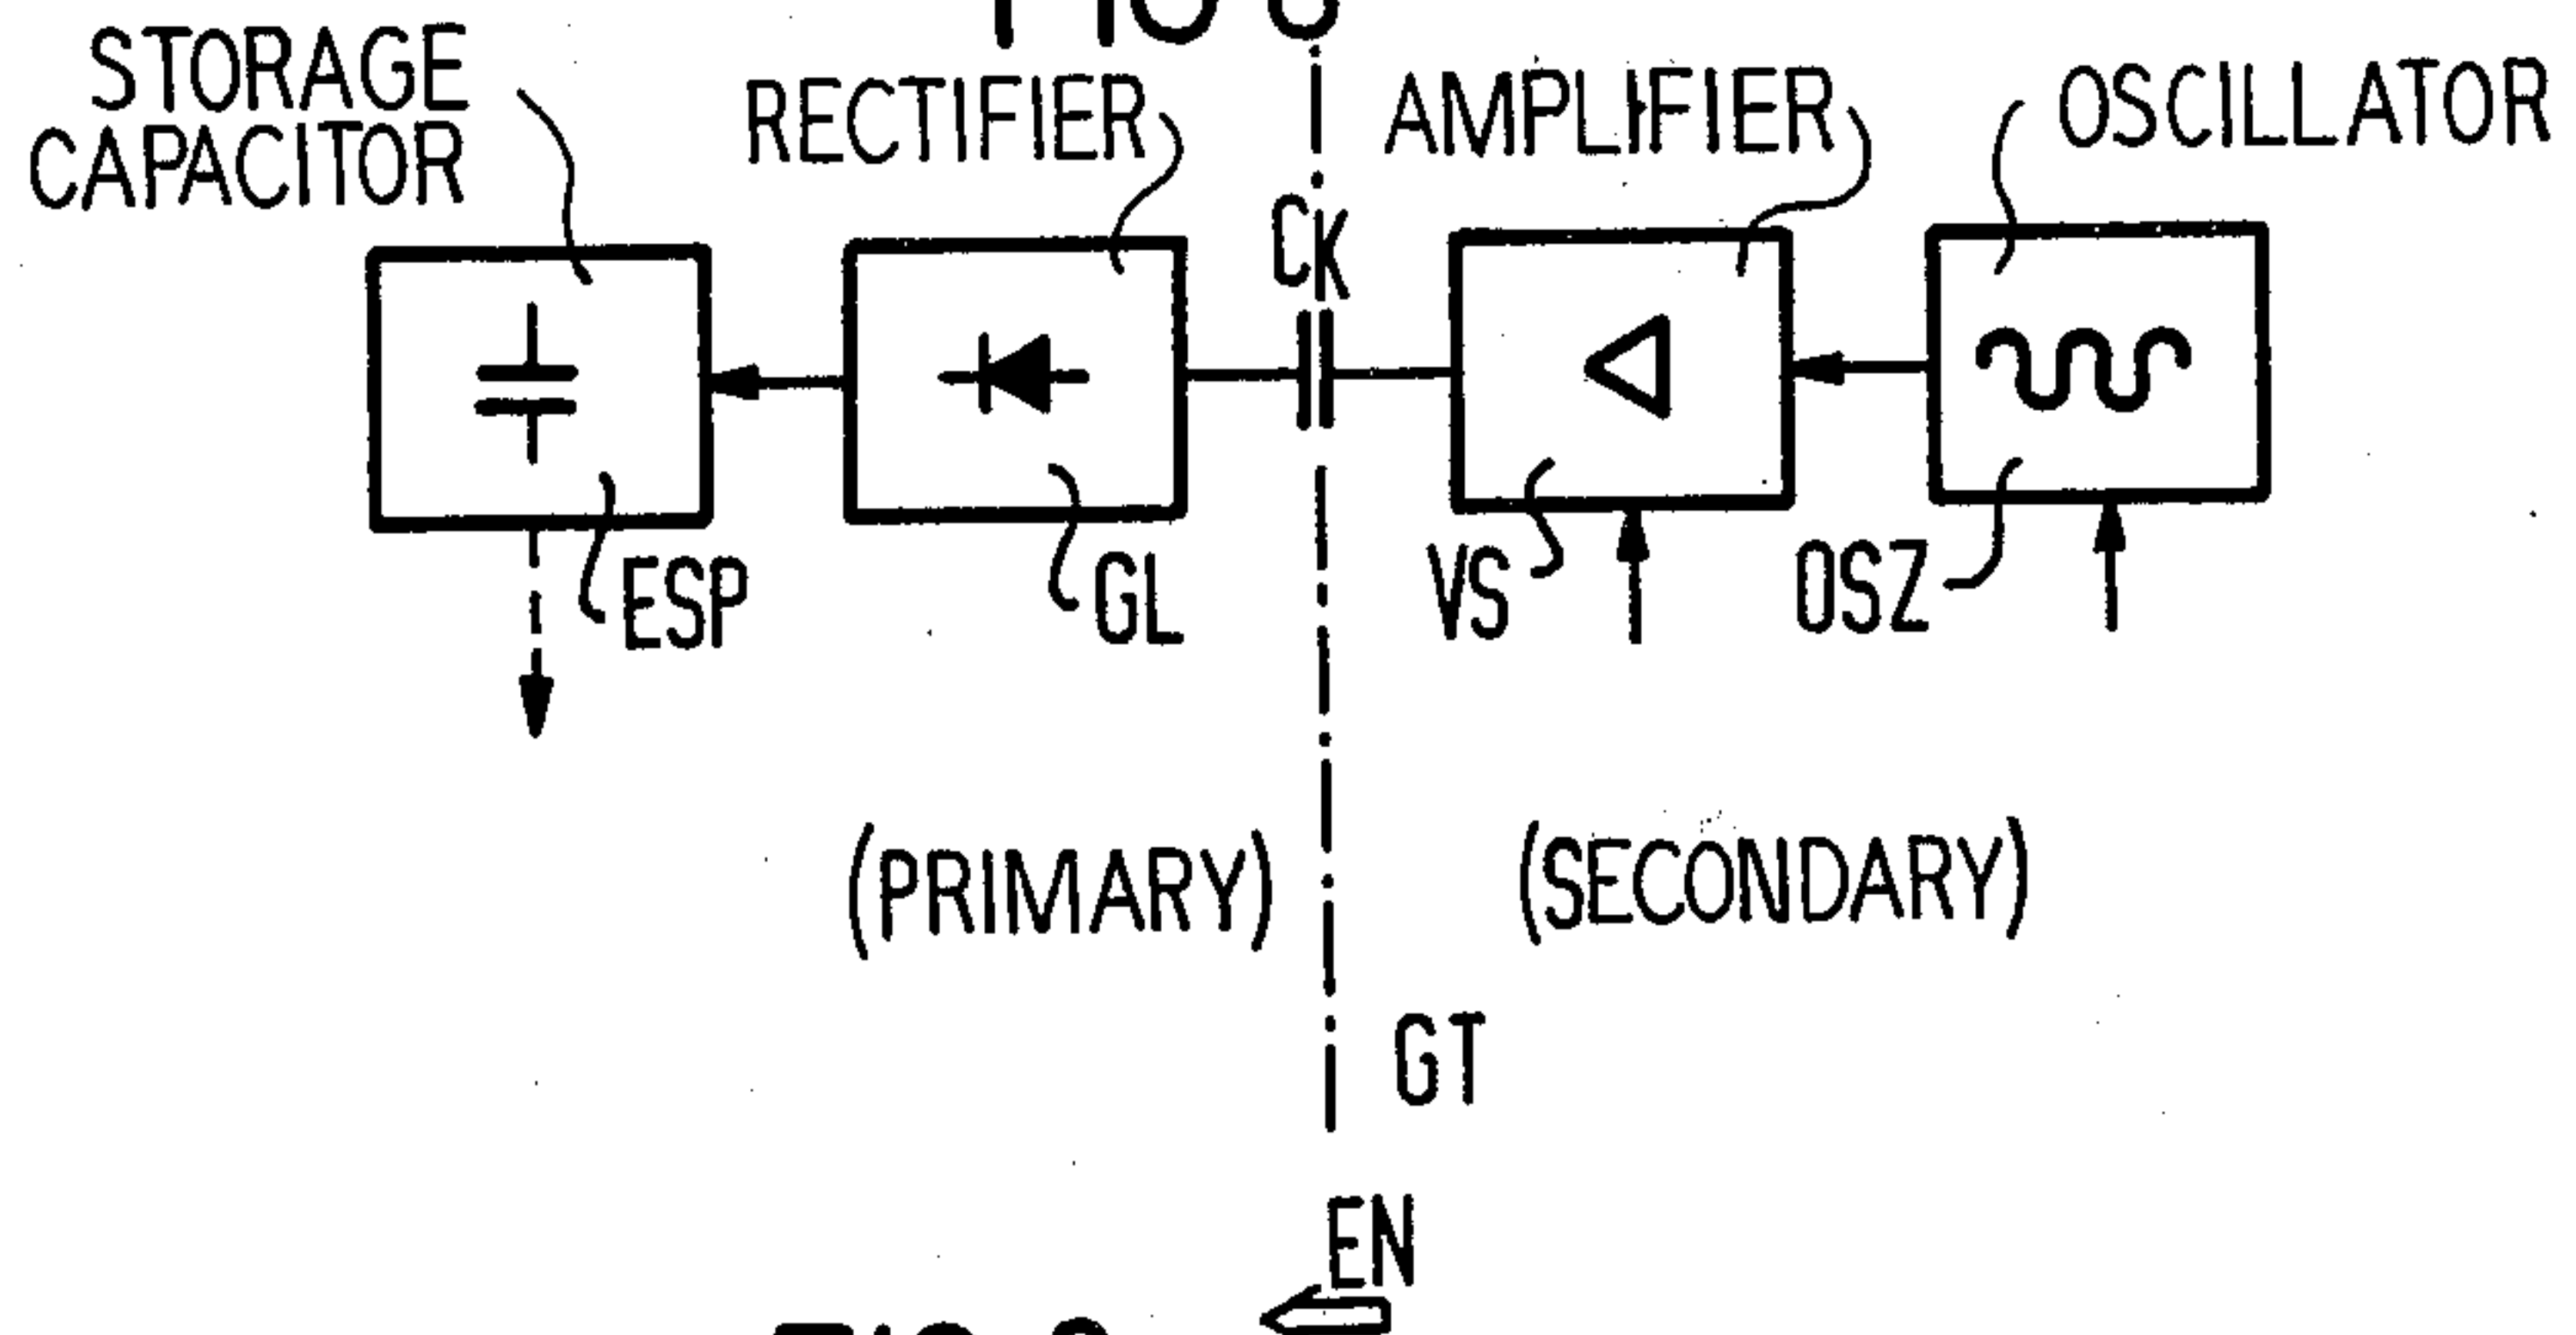 STORAGE
CAPACITOR
RECTIFIER
AMPLIFIER
OSCILLATOR
CK
ESP
GL
VS
OSZ
(PRIMARY)
(SECONDARY)
GT
EN